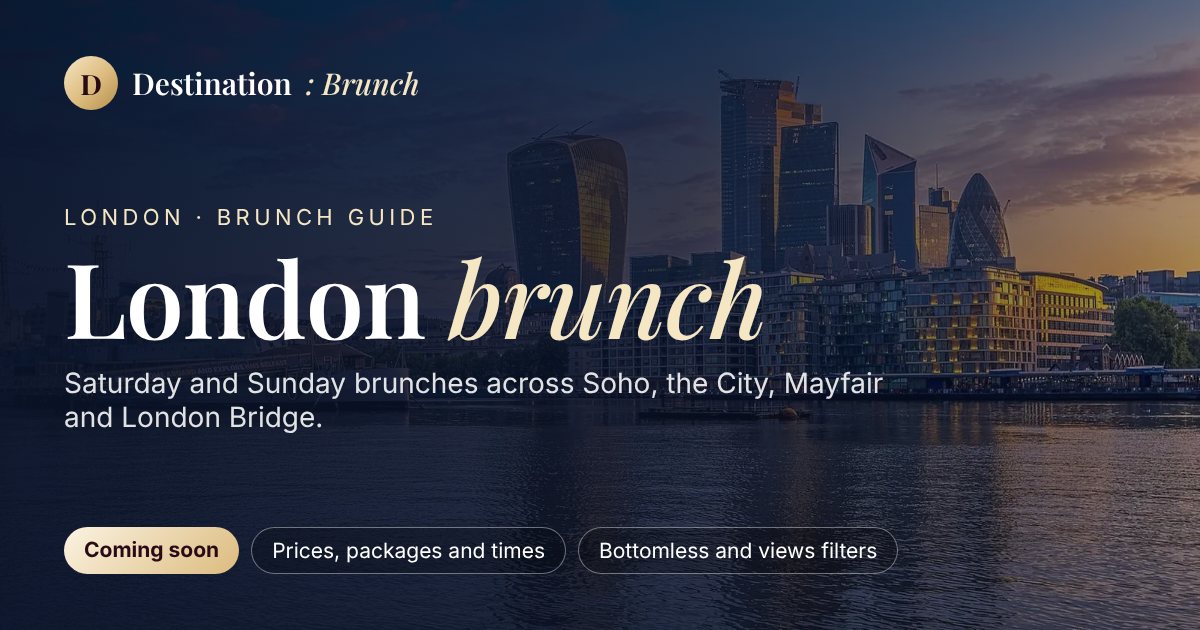 D
Destination : Brunch
LONDON · BRUNCH GUIDE
London brunch
Saturday and Sunday brunches across Soho, the City, Mayfair
and London Bridge.
Coming soon
Prices, packages and times
Bottomless and views filters